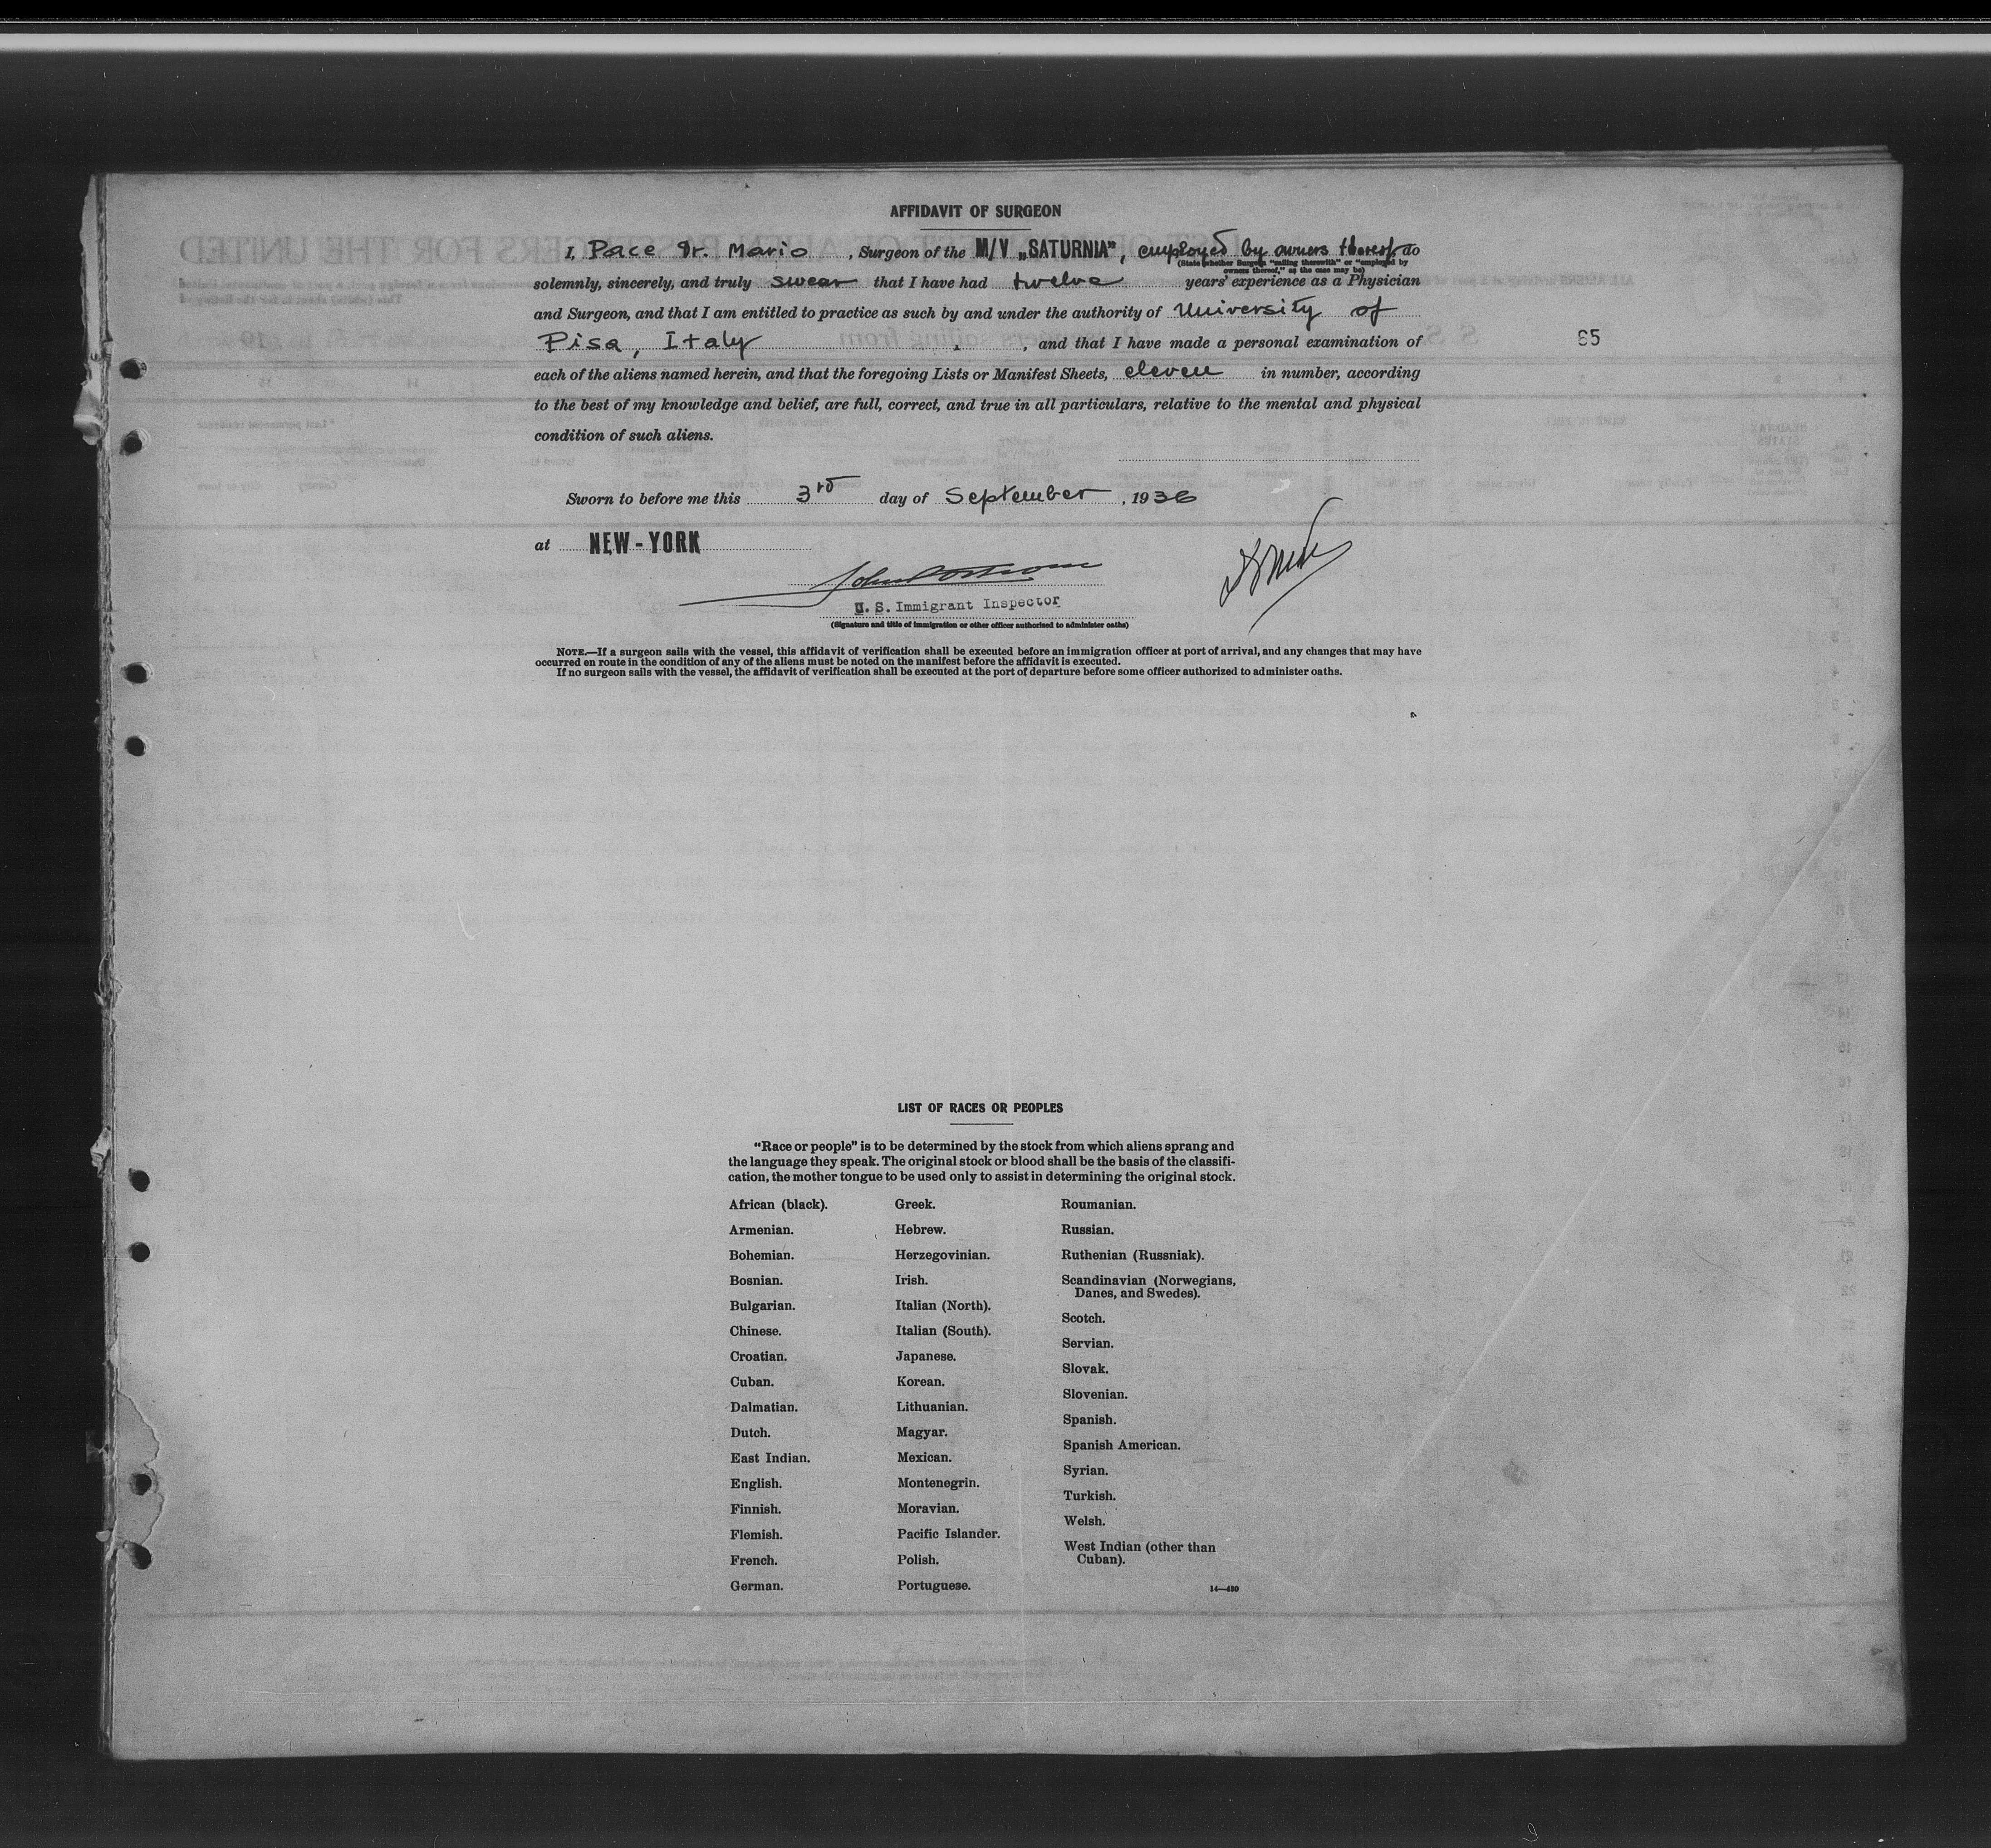 AFFIDAVIT OF SURGEON
I, Pace Dr. Mario, Surgeon of the M/V „SATURNIA”, employed by owners thereof, do
(State whether Surgeon “sailing therewith” or “employed by
owners thereof,” as the case may be)
solemnly, sincerely, and truly swear that I have had twelve years’ experience as a Physician
and Surgeon, and that I am entitled to practice as such by and under the authority of University of
Pisa, Italy, and that I have made a personal examination of
65
each of the aliens named herein, and that the foregoing Lists or Manifest Sheets, eleven in number, according
to the best of my knowledge and belief, are full, correct, and true in all particulars, relative to the mental and physical
condition of such aliens.
Sworn to before me this 3rd day of September, 1936
at NEW-YORK
U. S. Immigrant Inspector
(Signature and title of immigration or other officer authorized to administer oaths)
NOTE.—If a surgeon sails with the vessel, this affidavit of verification shall be executed before an immigration officer at port of arrival, and any changes that may have
occurred en route in the condition of any of the aliens must be noted on the manifest before the affidavit is executed.
If no surgeon sails with the vessel, the affidavit of verification shall be executed at the port of departure before some officer authorized to administer oaths.
LIST OF RACES OR PEOPLES
“Race or people” is to be determined by the stock from which aliens sprang and
the language they speak. The original stock or blood shall be the basis of the classifi-
cation, the mother tongue to be used only to assist in determining the original stock.
African (black).
Armenian.
Bohemian.
Bosnian.
Bulgarian.
Chinese.
Croatian.
Cuban.
Dalmatian.
Dutch.
East Indian.
English.
Finnish.
Flemish.
French.
German.
Greek.
Hebrew.
Herzegovinian.
Irish.
Italian (North).
Italian (South).
Japanese.
Korean.
Lithuanian.
Magyar.
Mexican.
Montenegrin.
Moravian.
Pacific Islander.
Polish.
Portuguese.
Roumanian.
Russian.
Ruthenian (Russniak).
Scandinavian (Norwegians,
Danes, and Swedes).
Scotch.
Servian.
Slovak.
Slovenian.
Spanish.
Spanish American.
Syrian.
Turkish.
Welsh.
West Indian (other than
Cuban).
14—480